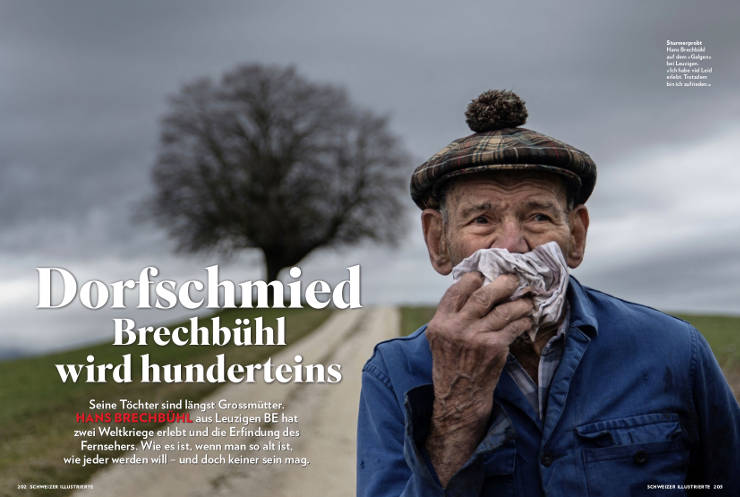 Sturmerprobt
Hans Brechbühl
auf dem «Galgen»
bei Leuzigen.
«Ich habe viel Leid
erlebt. Trotzdem
bin ich zufrieden.»
Dorfschmied
Brechbühl
wird hunderteins
Seine Töchter sind längst Grossmütter.
HANS BRECHBÜHL aus Leuzigen BE hat
zwei Weltkriege erlebt und die Erfindung des
Fernsehers. Wie es ist, wenn man so alt ist,
wie jeder werden will – und doch keiner sein mag.
202 SCHWEIZER ILLUSTRIERTE
SCHWEIZER ILLUSTRIERTE 203